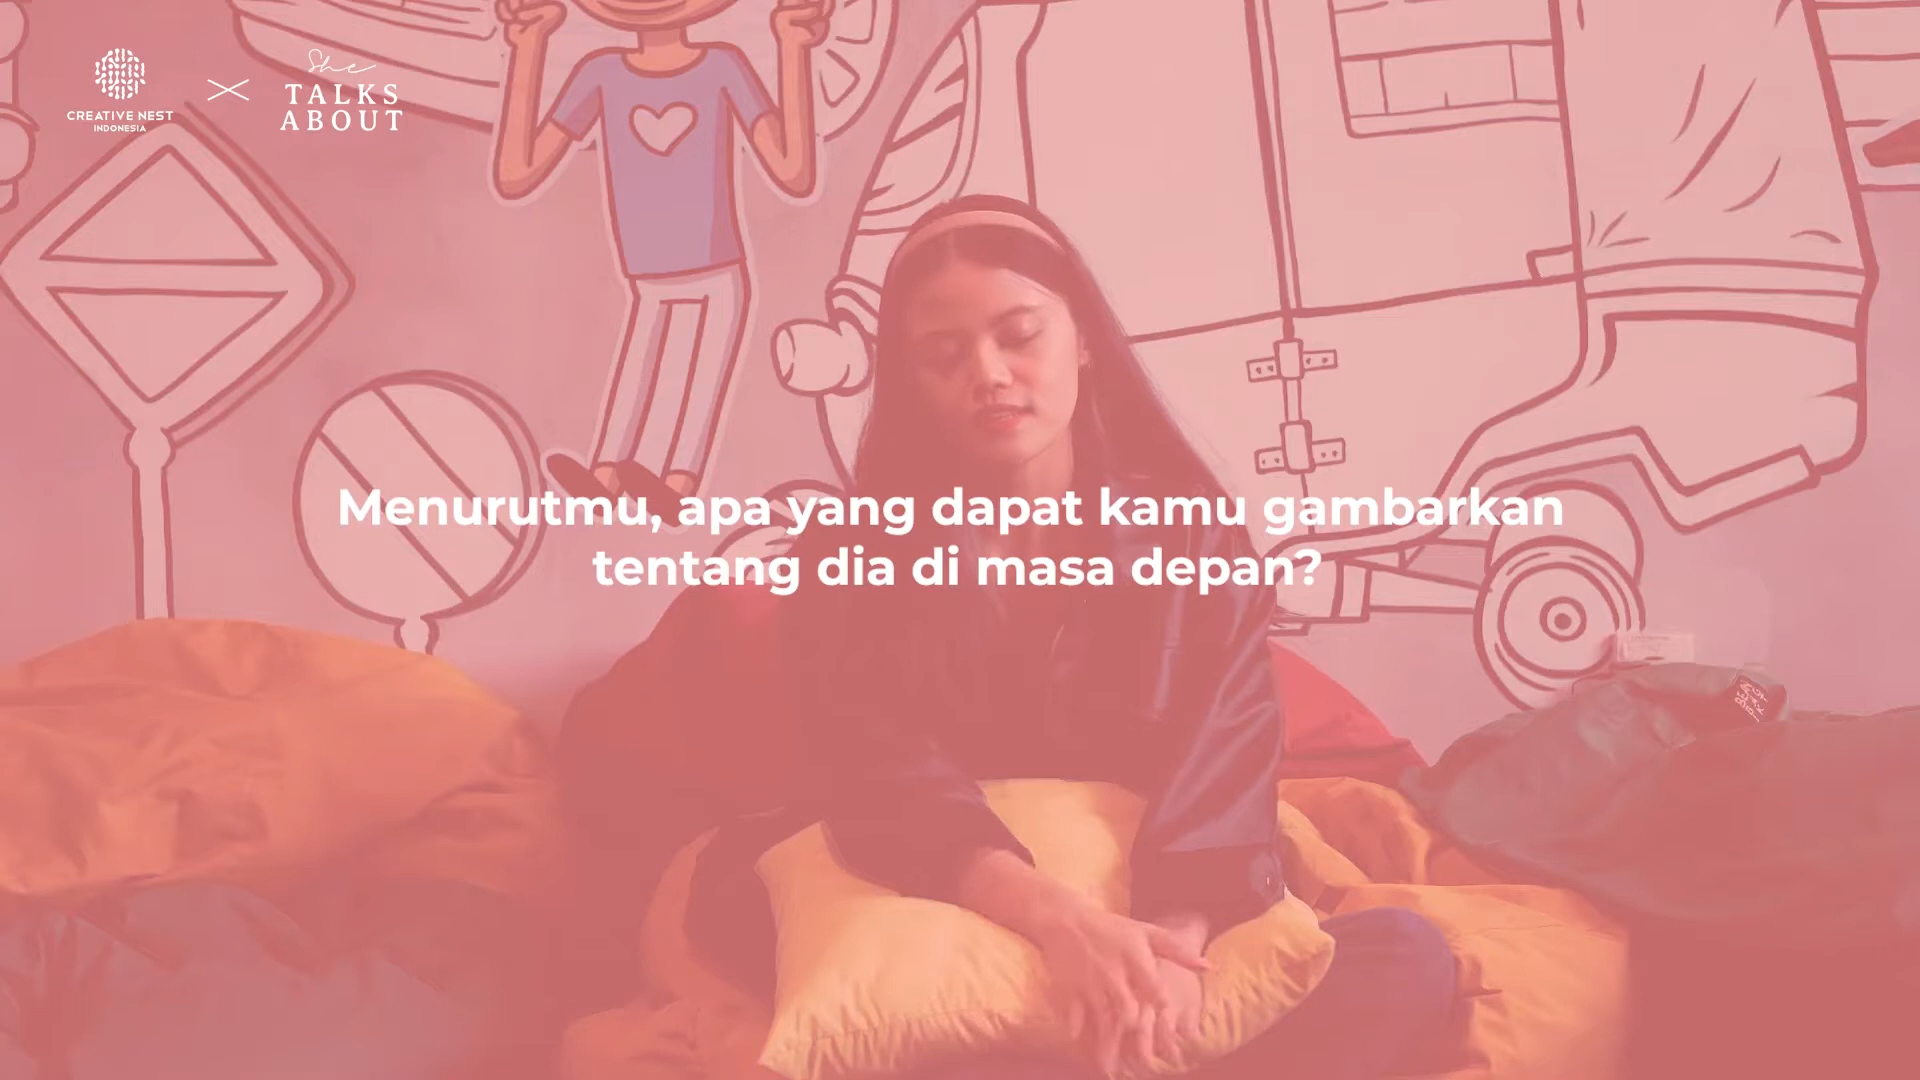 CREATIVE NEST
INDONESIA
She
TALKS
ABOUT
Menurutmu, apa yang dapat kamu gambarkan
tentang dia di masa depan?